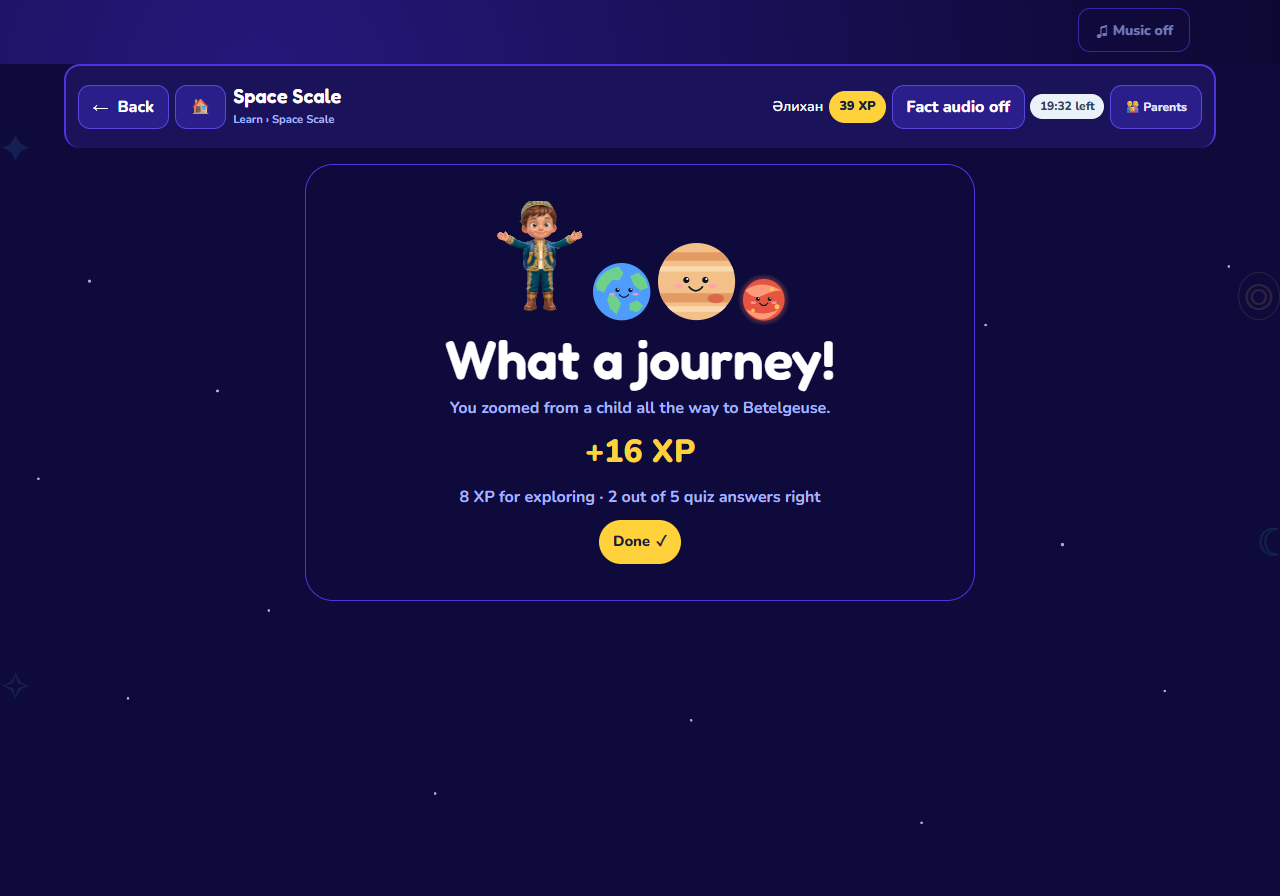 ♫ Music off
← Back
Space Scale
Learn › Space Scale
Әлихан
39 XP
Fact audio off
19:32 left
Parents
What a journey!
You zoomed from a child all the way to Betelgeuse.
+16 XP
8 XP for exploring · 2 out of 5 quiz answers right
Done ✓